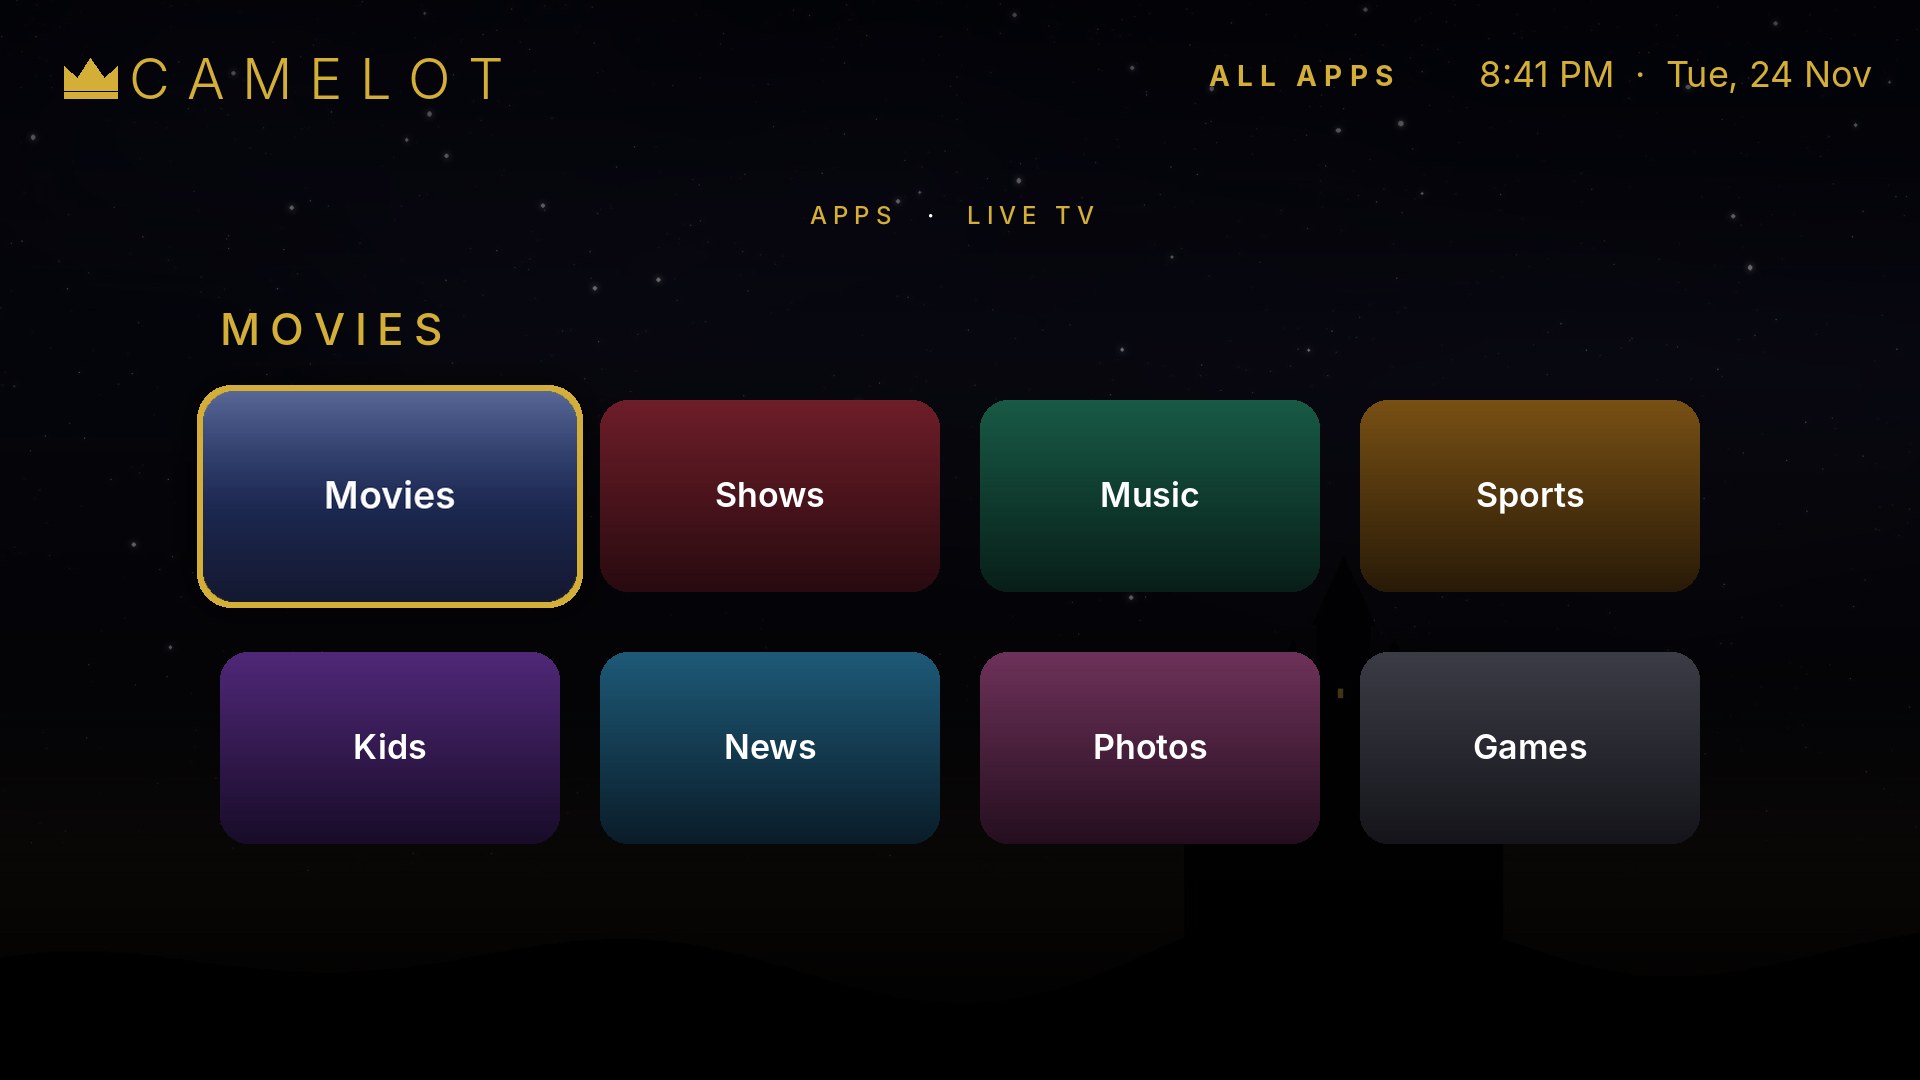 CAMELOT
ALL APPS
8:41 PM · Tue, 24 Nov
APPS · LIVE TV
MOVIES
Movies
Shows
Music
Sports
Kids
News
Photos
Games